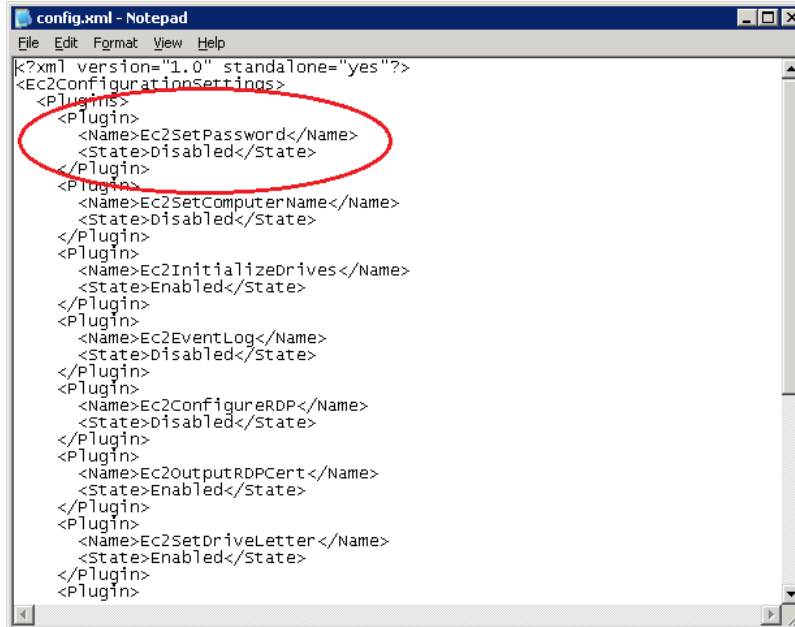 config.xml - Notepad
File Edit Format View Help
<?xml version="1.0" standalone="yes"?>
<Ec2ConfigurationSettings>
<Plugins>
<Plugin>
<Name>Ec2SetPassword</Name>
<State>Disabled</State>
</Plugin>
<Plugin>
<Name>Ec2SetComputerName</Name>
<State>Disabled</State>
</Plugin>
<Plugin>
<Name>Ec2InitializeDrives</Name>
<State>Enabled</State>
</Plugin>
<Plugin>
<Name>Ec2EventLog</Name>
<State>Disabled</State>
</Plugin>
<Plugin>
<Name>Ec2ConfigureRDP</Name>
<State>Disabled</State>
</Plugin>
<Plugin>
<Name>Ec2OutputRDPCert</Name>
<State>Enabled</State>
</Plugin>
<Plugin>
<Name>Ec2SetDriveLetter</Name>
<State>Enabled</State>
</Plugin>
<Plugin>